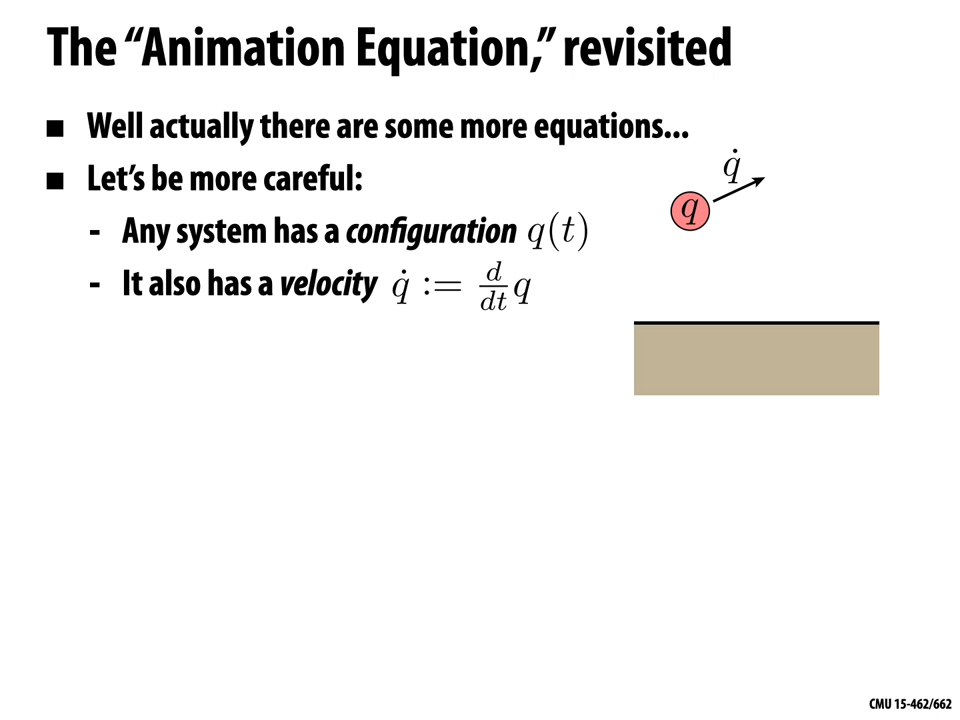 The “Animation Equation,” revisited
■ Well actually there are some more equations...
■ Let’s be more careful:
- Any system has a configuration q(t)
- It also has a velocity q̇ := d/dt q
q̇
q
CMU 15-462/662